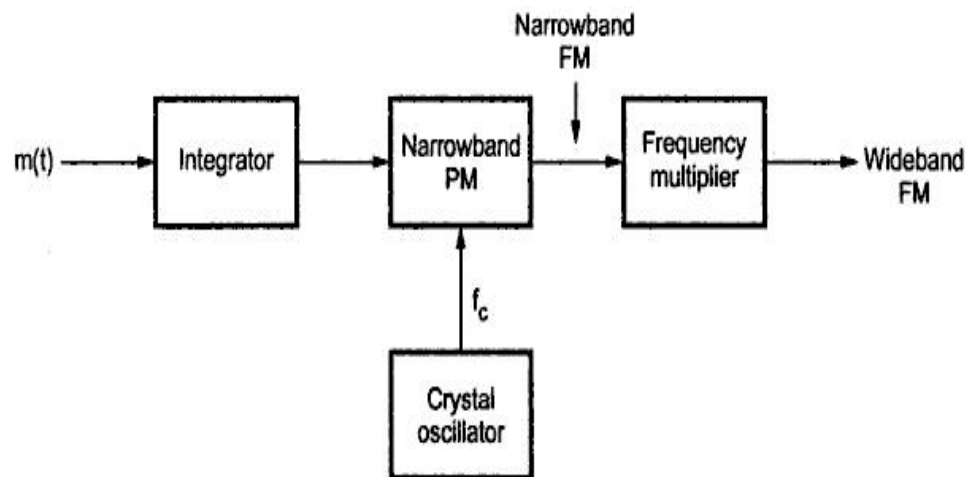 Narrowband
FM
m(t)
Integrator
Narrowband
PM
Frequency
multiplier
Wideband
FM
f_c
Crystal
oscillator